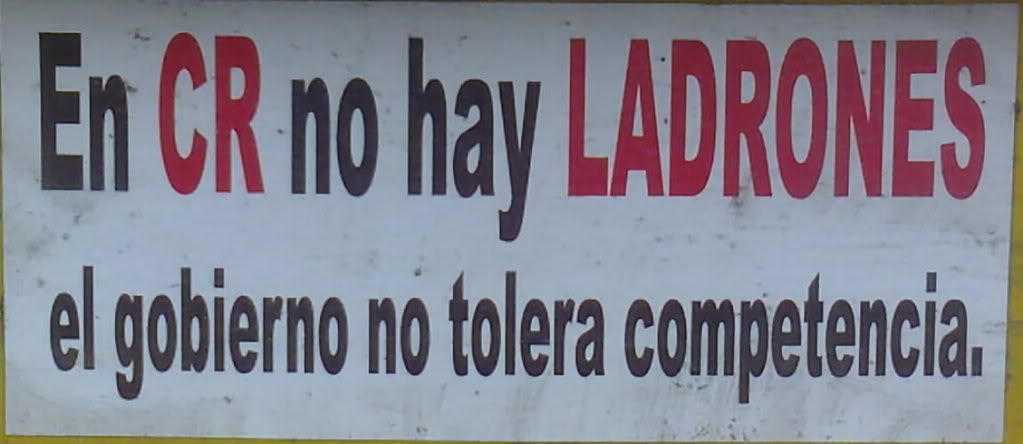 En CR no hay LADRONES
el gobierno no tolera competencia.